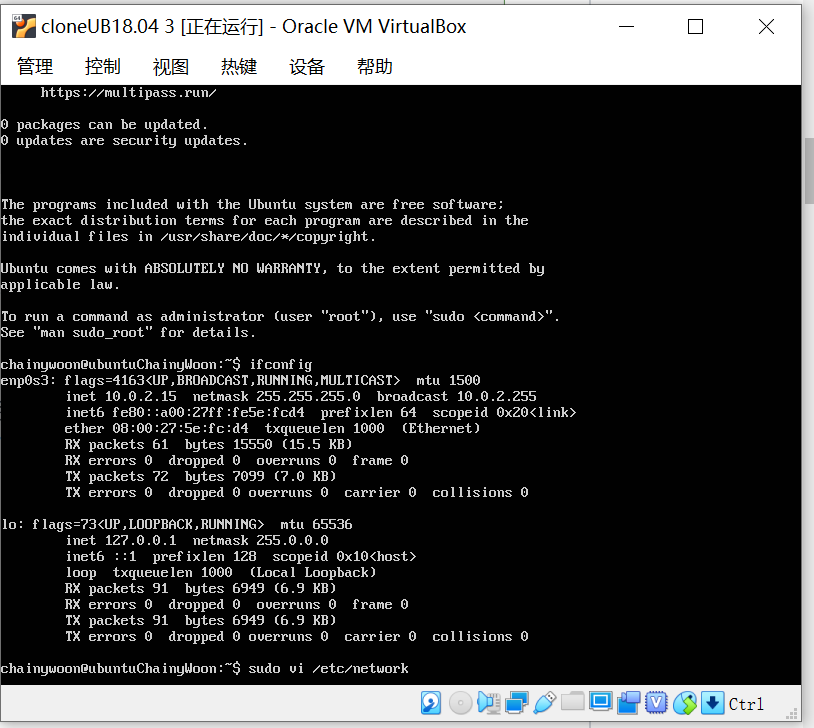 cloneUB18.04 3 [正在运行] - Oracle VM VirtualBox
管理 控制 视图 热键 设备 帮助
https://multipass.run/
0 packages can be updated.
0 updates are security updates.
The programs included with the Ubuntu system are free software;
the exact distribution terms for each program are described in the
individual files in /usr/share/doc/*/copyright.
Ubuntu comes with ABSOLUTELY NO WARRANTY, to the extent permitted by
applicable law.
To run a command as administrator (user "root"), use "sudo <command>".
See "man sudo_root" for details.
chainywoon@ubuntuChainyWoon:~$ ifconfig
enp0s3: flags=4163<UP,BROADCAST,RUNNING,MULTICAST>  mtu 1500
inet 10.0.2.15  netmask 255.255.255.0  broadcast 10.0.2.255
inet6 fe80::a00:27ff:fe5e:fcd4  prefixlen 64  scopeid 0x20<link>
ether 08:00:27:5e:fc:d4  txqueuelen 1000  (Ethernet)
RX packets 61  bytes 15550 (15.5 KB)
RX errors 0  dropped 0  overruns 0  frame 0
TX packets 72  bytes 7099 (7.0 KB)
TX errors 0  dropped 0 overruns 0  carrier 0  collisions 0
lo: flags=73<UP,LOOPBACK,RUNNING>  mtu 65536
inet 127.0.0.1  netmask 255.0.0.0
inet6 ::1  prefixlen 128  scopeid 0x10<host>
loop  txqueuelen 1000  (Local Loopback)
RX packets 91  bytes 6949 (6.9 KB)
RX errors 0  dropped 0  overruns 0  frame 0
TX packets 91  bytes 6949 (6.9 KB)
TX errors 0  dropped 0 overruns 0  carrier 0  collisions 0
chainywoon@ubuntuChainyWoon:~$ sudo vi /etc/network
Ctrl